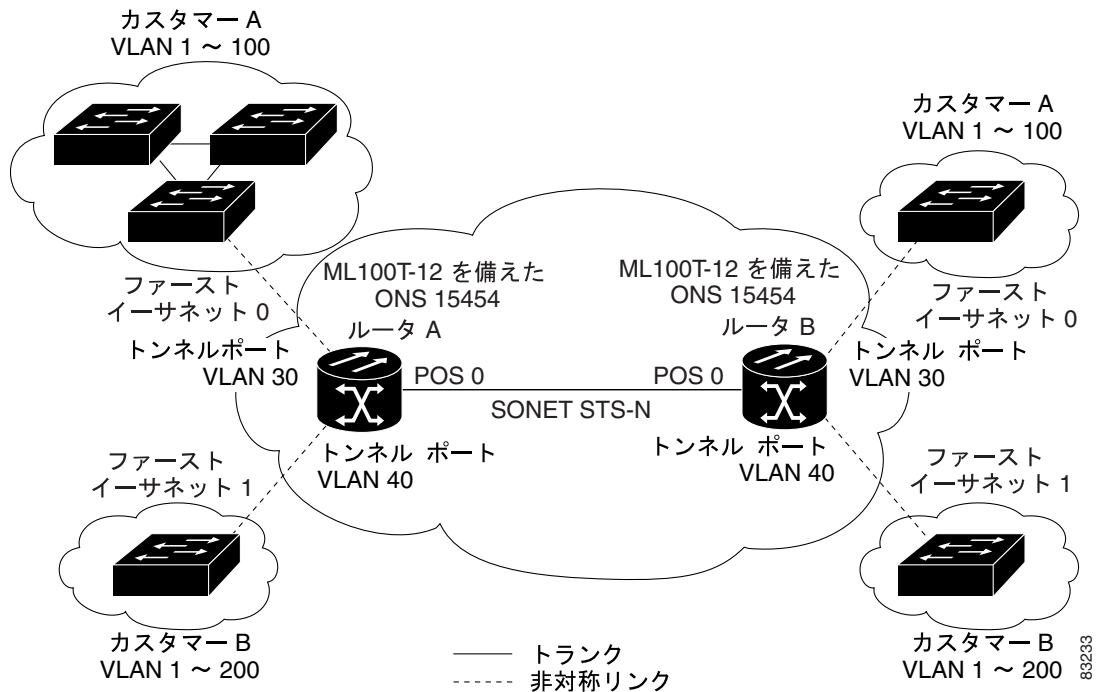 カスタマー A
VLAN 1 ～ 100
カスタマー A
VLAN 1 ～ 100
ML100T-12 を備えた
ONS 15454
ML100T-12 を備えた
ONS 15454
ファースト
イーサネット 0
ファースト
イーサネット 0
ルータ A
ルータ B
トンネルポート
VLAN 30
トンネル ポート
VLAN 30
POS 0
POS 0
SONET STS-N
トンネル ポート
VLAN 40
トンネル ポート
VLAN 40
ファースト
イーサネット 1
ファースト
イーサネット 1
カスタマー B
VLAN 1 ～ 200
カスタマー B
VLAN 1 ～ 200
トランク
非対称リンク
83233